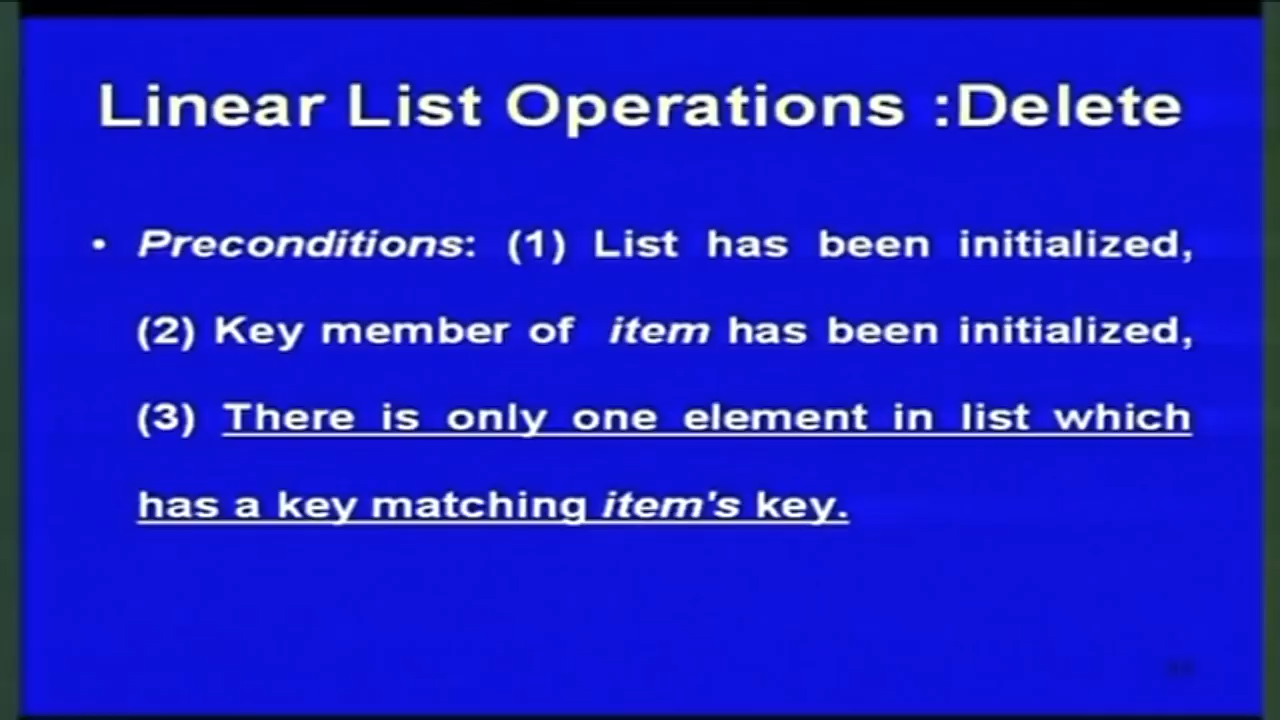 Linear List Operations :Delete
• Preconditions: (1) List has been initialized,
(2) Key member of item has been initialized,
(3) There is only one element in list which
has a key matching item's key.